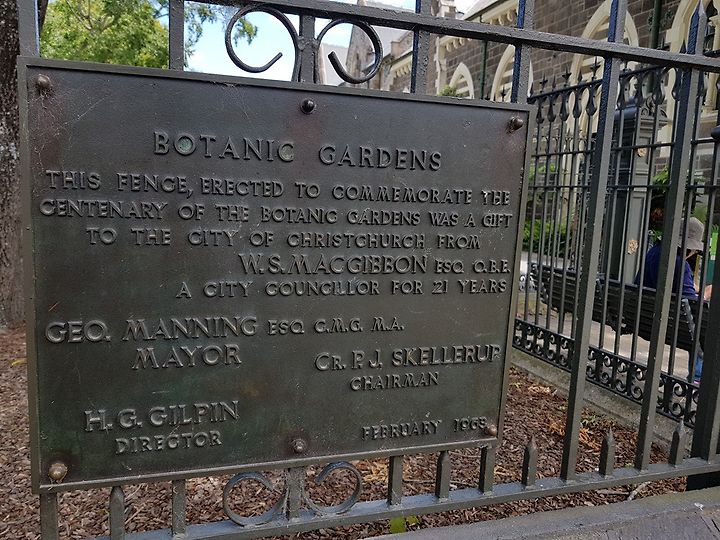 BOTANIC GARDENS
THIS FENCE, ERECTED TO COMMEMORATE THE
CENTENARY OF THE BOTANIC GARDENS WAS A GIFT
TO THE CITY OF CHRISTCHURCH FROM
W.S. MACGIBBON ESQ. O.B.E.
A CITY COUNCILLOR FOR 21 YEARS
GEO. MANNING ESQ. C.M.G. M.A.
MAYOR
CR. P.J. SKELLERUP
CHAIRMAN
H.G. GILPIN
DIRECTOR
FEBRUARY 1963